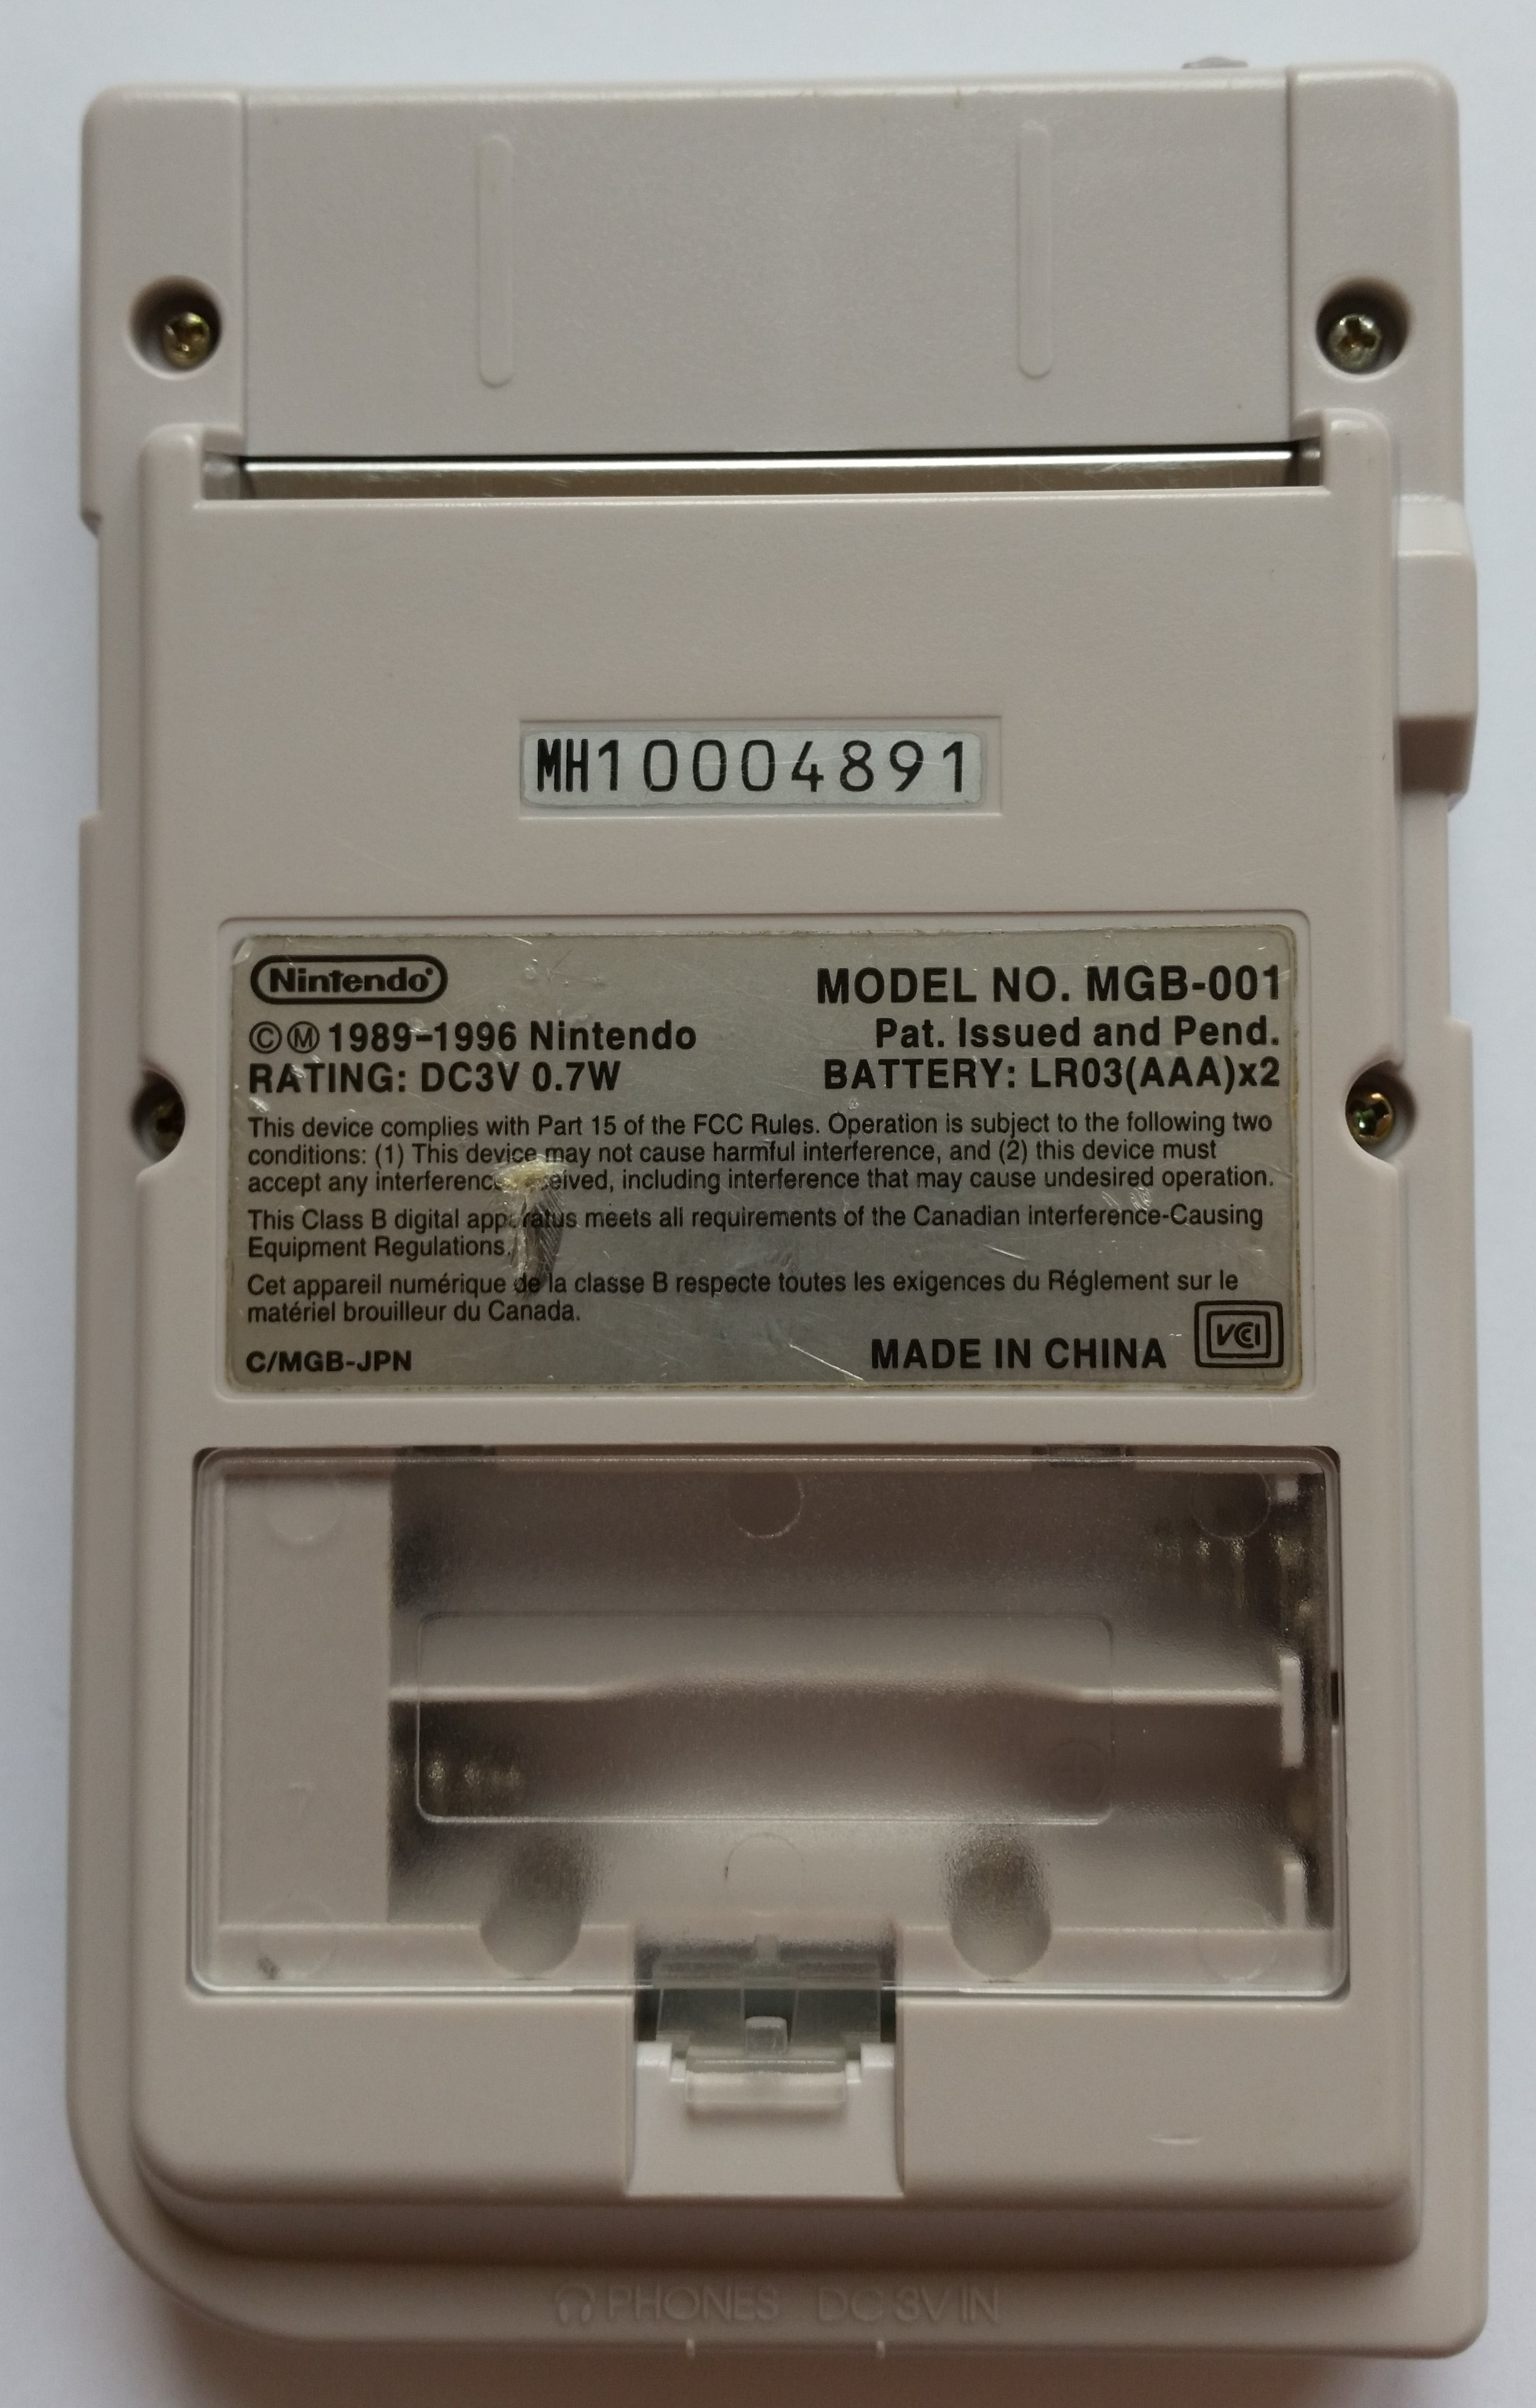 MH10004891
Nintendo®
MODEL NO. MGB-001
©Ⓜ 1989-1996 Nintendo
Pat. Issued and Pend.
RATING: DC3V 0.7W
BATTERY: LR03(AAA)x2
This device complies with Part 15 of the FCC Rules. Operation is subject to the following two
conditions: (1) This device may not cause harmful interference, and (2) this device must
accept any including interference that may cause undesired operation.
This Class B digital meets all requirements of the Canadian interference-Causing
Equipment Regulations.
Cet appareil numérique de la classe B respecte toutes les exigences du Réglement sur le
matériel brouilleur du Canada.
C/MGB-JPN
MADE IN CHINA
VCCI
7
PHONES DC 3V IN